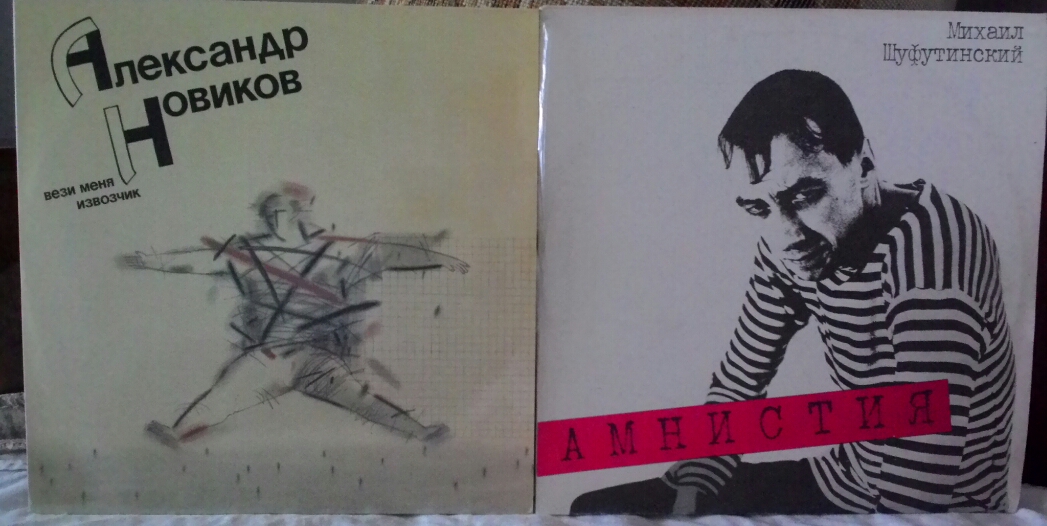 Александр
Новиков
вези меня
извозчик
Михаил
Шуфутинский
АМНИСТИЯ